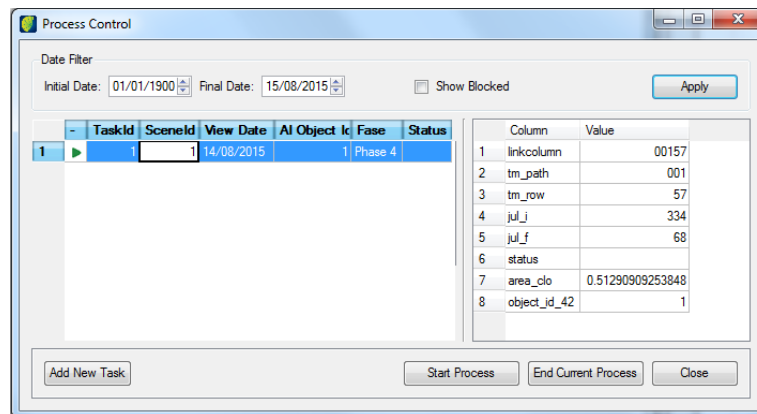 Process Control
Date Filter
Initial Date: 01/01/1900 Final Date: 15/08/2015 Show Blocked Apply
- TaskId SceneId View Date AI Object Ic Fase Status
1 1 1 14/08/2015 1 Phase 4
Column Value
1 linkcolumn 00157
2 tm_path 001
3 tm_row 57
4 jul_i 334
5 jul_f 68
6 status
7 area_clo 0.51290909253848
8 object_id_42 1
Add New Task Start Process End Current Process Close